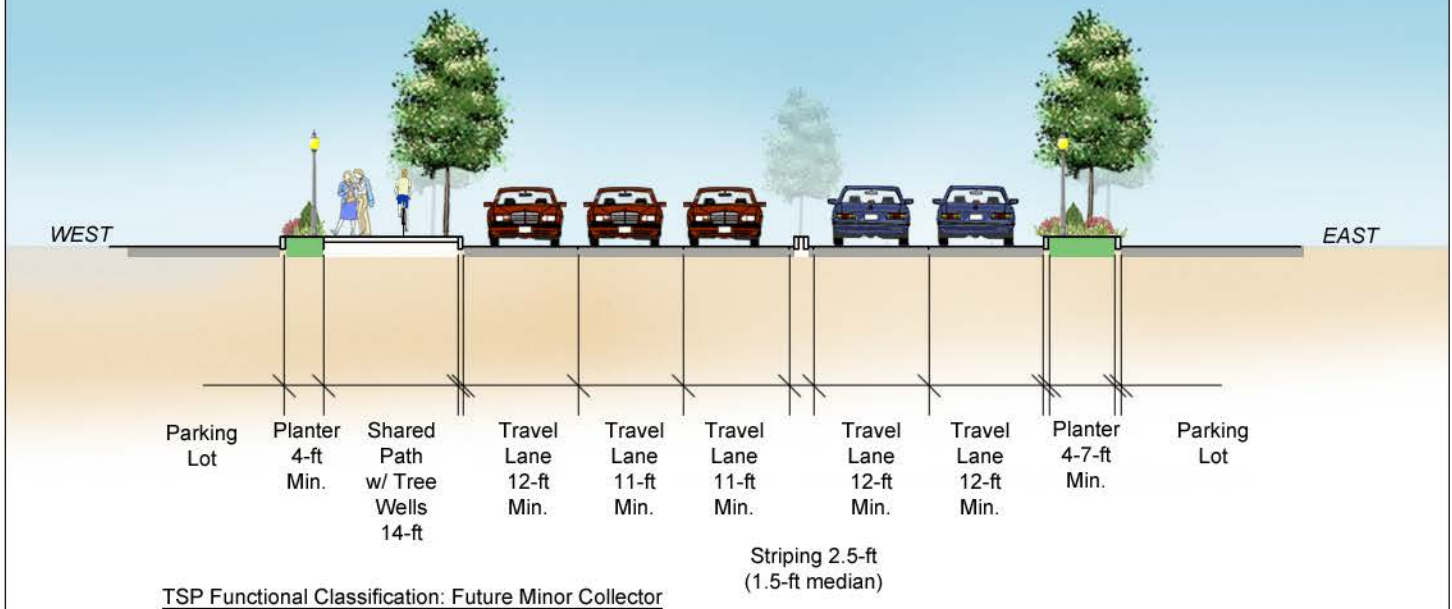 WEST
EAST
Parking
Lot
Planter
4-ft
Min.
Shared
Path
w/ Tree
Wells
14-ft
Travel
Lane
12-ft
Min.
Travel
Lane
11-ft
Min.
Travel
Lane
11-ft
Min.
Travel
Lane
12-ft
Min.
Travel
Lane
12-ft
Min.
Planter
4-7-ft
Min.
Parking
Lot
Striping 2.5-ft
(1.5-ft median)
TSP Functional Classification: Future Minor Collector